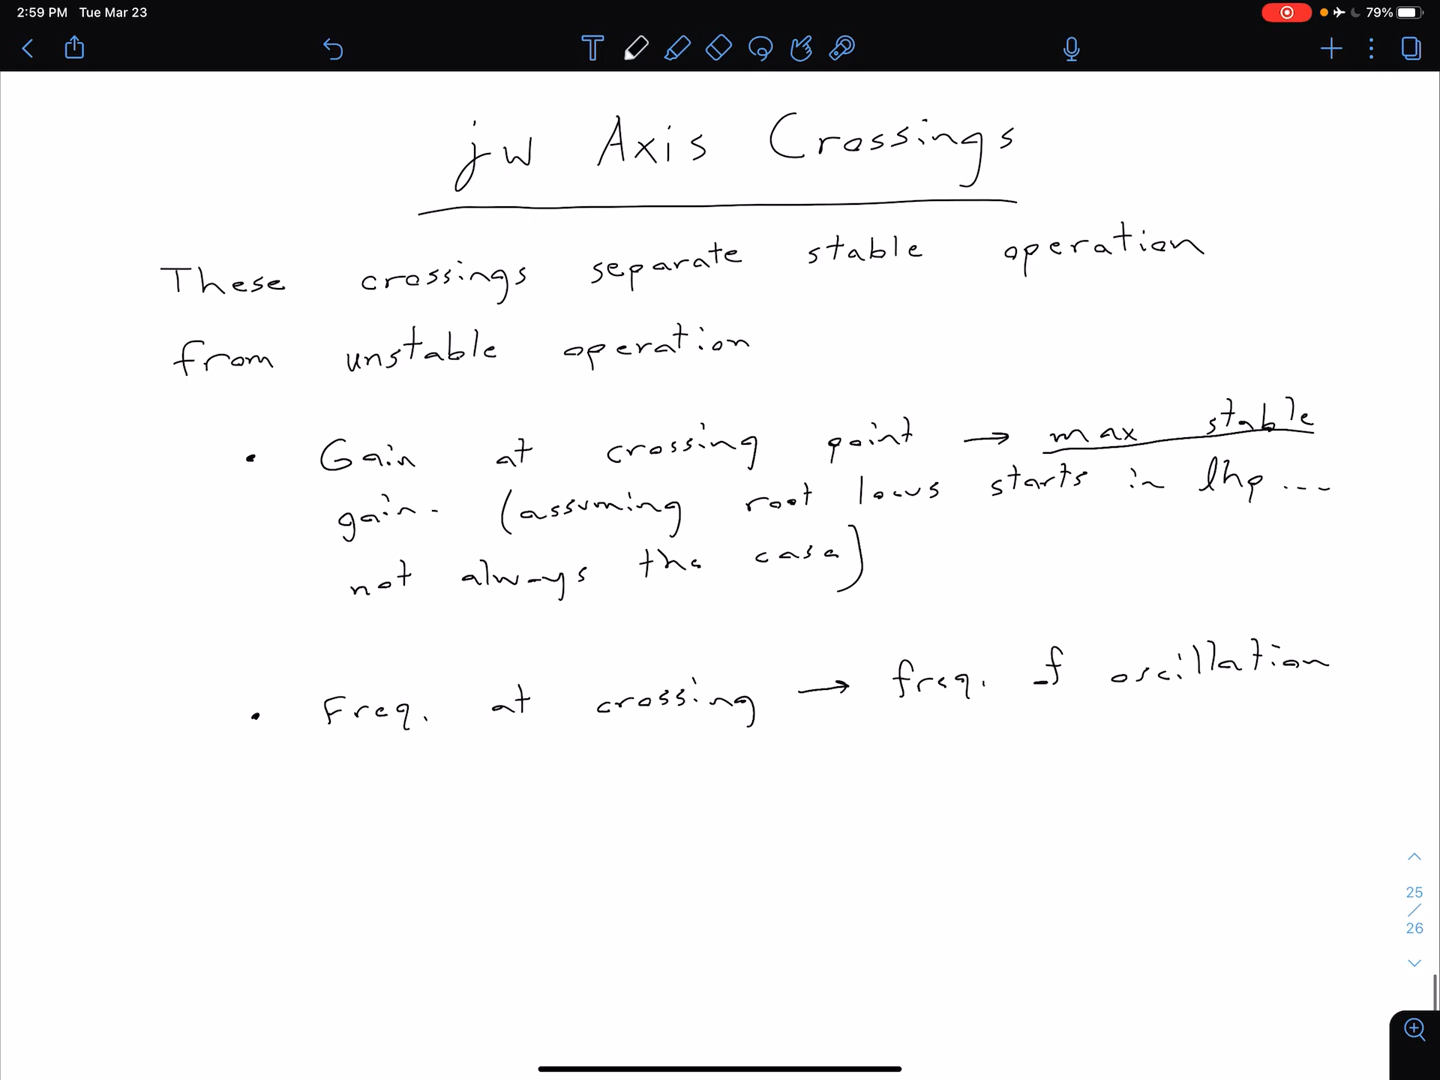 2:59 PM Tue Mar 23
79%
T
jw Axis Crossings
These crossings separate stable operation
from unstable operation
• Gain at crossing point → max stable
gain. (assuming root locus starts in lhp ...
not always the case)
• Freq. at crossing → freq. of oscillation
25
/
26